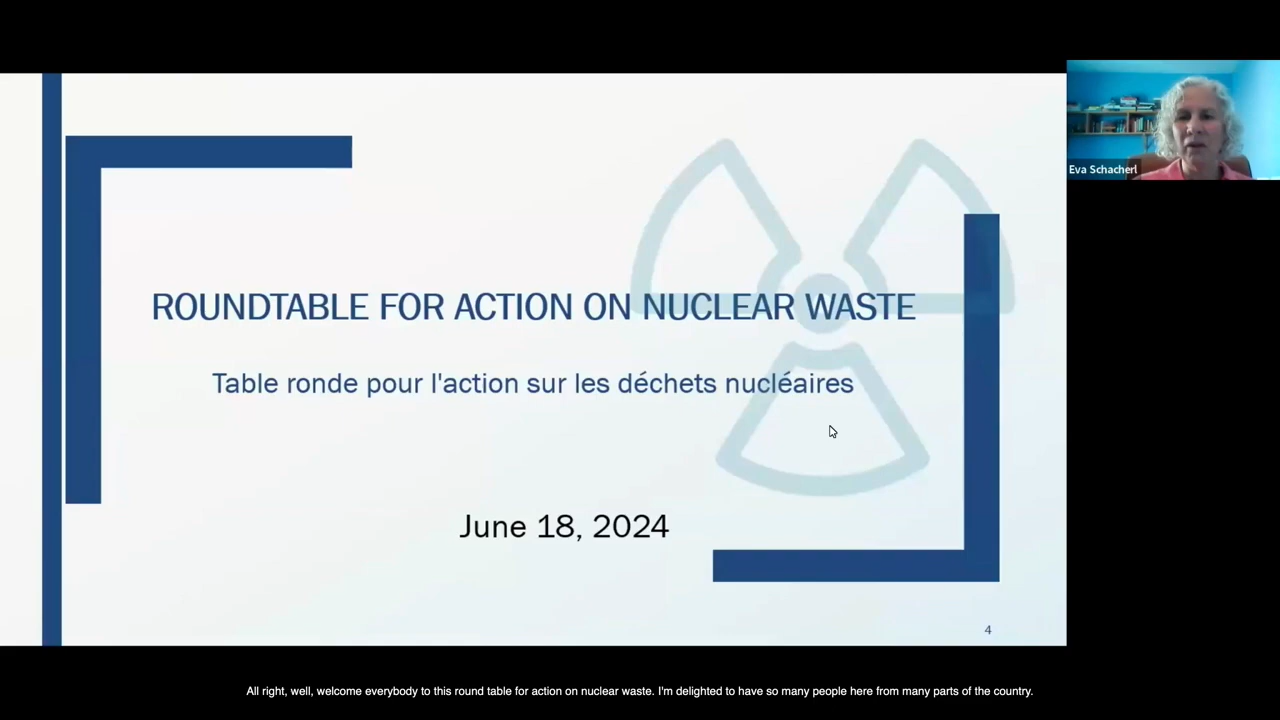 Eva Schacherl
ROUNDTABLE FOR ACTION ON NUCLEAR WASTE
Table ronde pour l'action sur les déchets nucléaires
June 18, 2024
4
All right, well, welcome everybody to this round table for action on nuclear waste. I'm delighted to have so many people here from many parts of the country.